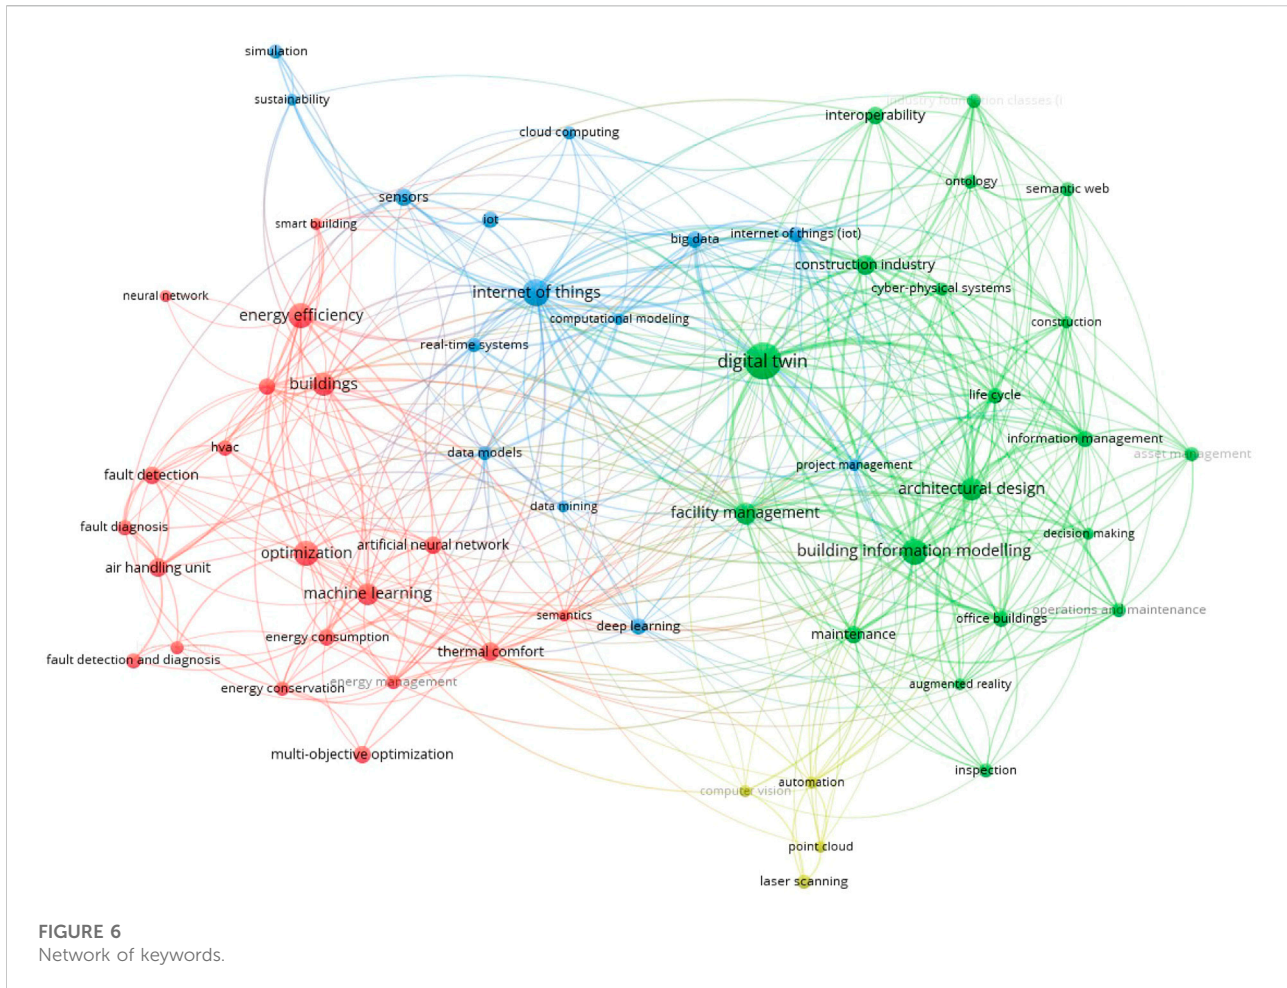 simulation
sustainability
industry foundation classes (i
interoperability
cloud computing
ontology
semantic web
sensors
iot
smart building
big data
internet of things (iot)
construction industry
cyber-physical systems
internet of things
neural network
energy efficiency
computational modeling
construction
real-time systems
digital twin
buildings
life cycle
information management
hvac
data models
asset management
project management
fault detection
architectural design
data mining
facility management
fault diagnosis
decision making
artificial neural network
optimization
building information modelling
air handling unit
machine learning
operations and maintenance
semantics
office buildings
deep learning
maintenance
energy consumption
thermal comfort
fault detection and diagnosis
energy management
energy conservation
augmented reality
multi-objective optimization
inspection
automation
computer vision
point cloud
laser scanning
FIGURE 6
Network of keywords.